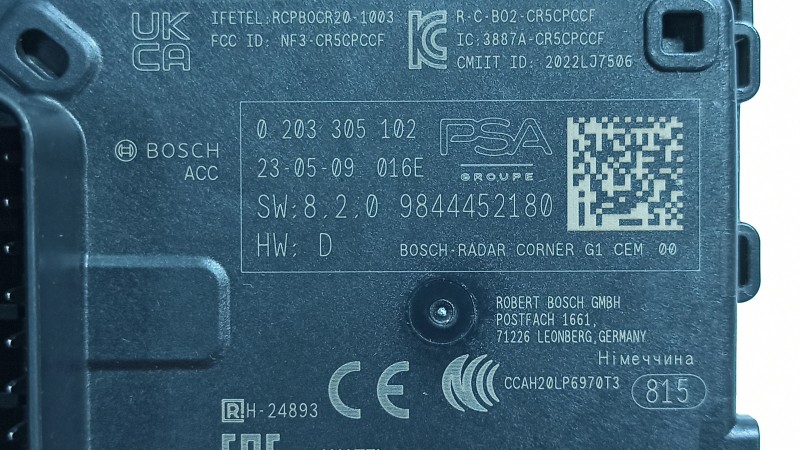 UK
CA
IFETEL:RCPBOCR20-1003
FCC ID: NF3-CR5CPCCF
R-C-BO2-CR5CPCCF
IC:3887A-CR5CPCCF
CMIIT ID: 2022LJ7506
BOSCH
ACC
0 203 305 102
23-05-09 016E
PSA
GROUPE
SW:8.2.0 9844452180
HW: D
BOSCH-RADAR CORNER G1 CEM 00
ROBERT BOSCH GMBH
POSTFACH 1661,
71226 LEONBERG,GERMANY
Німеччина
R H-24893
CE
CCAH20LP6970T3
815